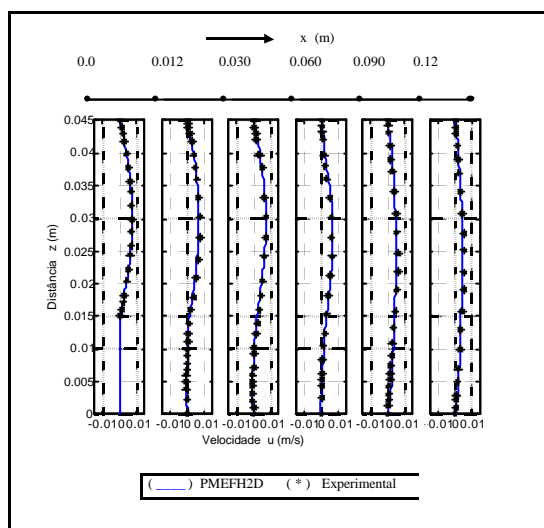 x (m)
0.0 0.012 0.030 0.060 0.090 0.12
0.045
0.04
0.035
0.03
0.025
0.02
0.015
0.01
0.005
0
Distância z (m)
-0.0100.01 -0.0100.01 -0.0100.01 -0.0100.01 -0.0100.01 -0.0100.01
Velocidade u (m/s)
( ____ ) PMEFH2D ( * ) Experimental